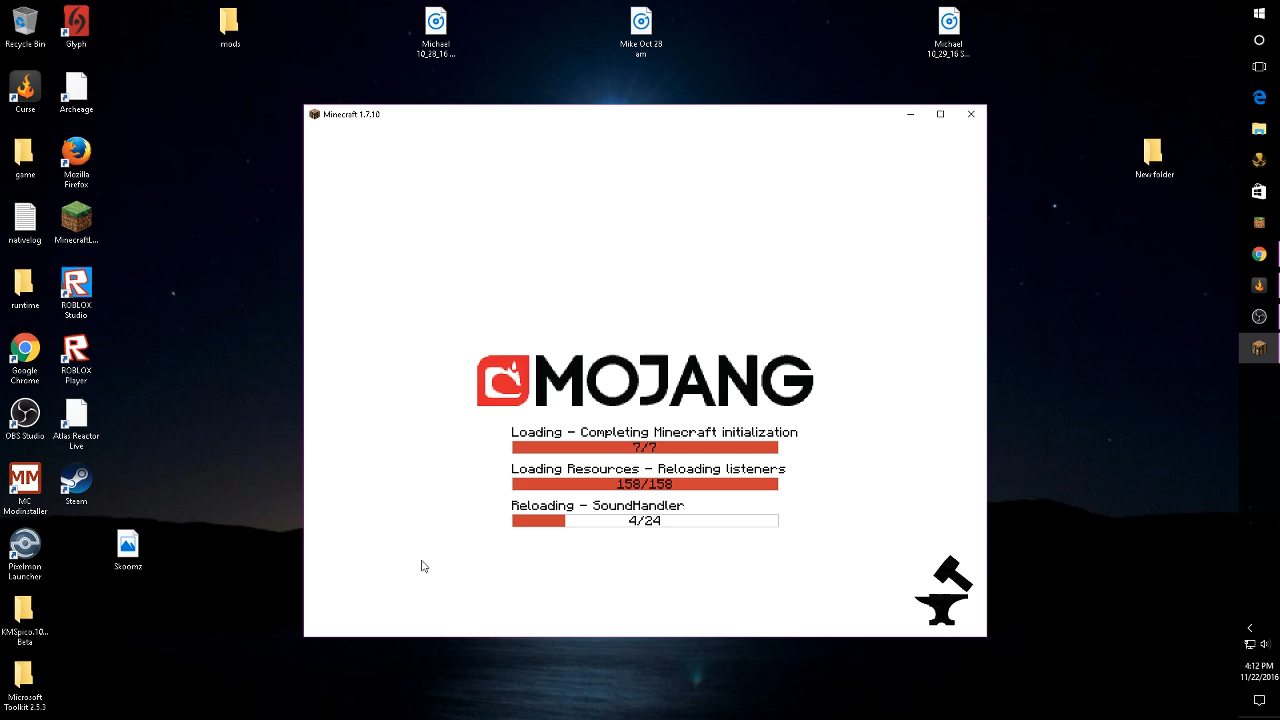 Recycle Bin
Glyph
mods
Michael
10_28_16 ...
Mike Oct 28
am
Michael
10_29_16 S...
Curse
Archeage
Minecraft 1.7.10
game
Mozilla
Firefox
New folder
nativelog
MinecraftL...
runtime
ROBLOX
Studio
Google
Chrome
ROBLOX
Player
MOJANG
OBS Studio
Atlas Reactor
Live
Loading - Completing Minecraft initialization
7/7
Loading Resources - Reloading listeners
158/158
Reloading - SoundHandler
4/24
MM
MC
Modinstaller
Steam
Pixelmon
Launcher
Skoomz
KMSpico.10...
Beta
Microsoft
Toolkit 2.5.3
4:12 PM
11/22/2016